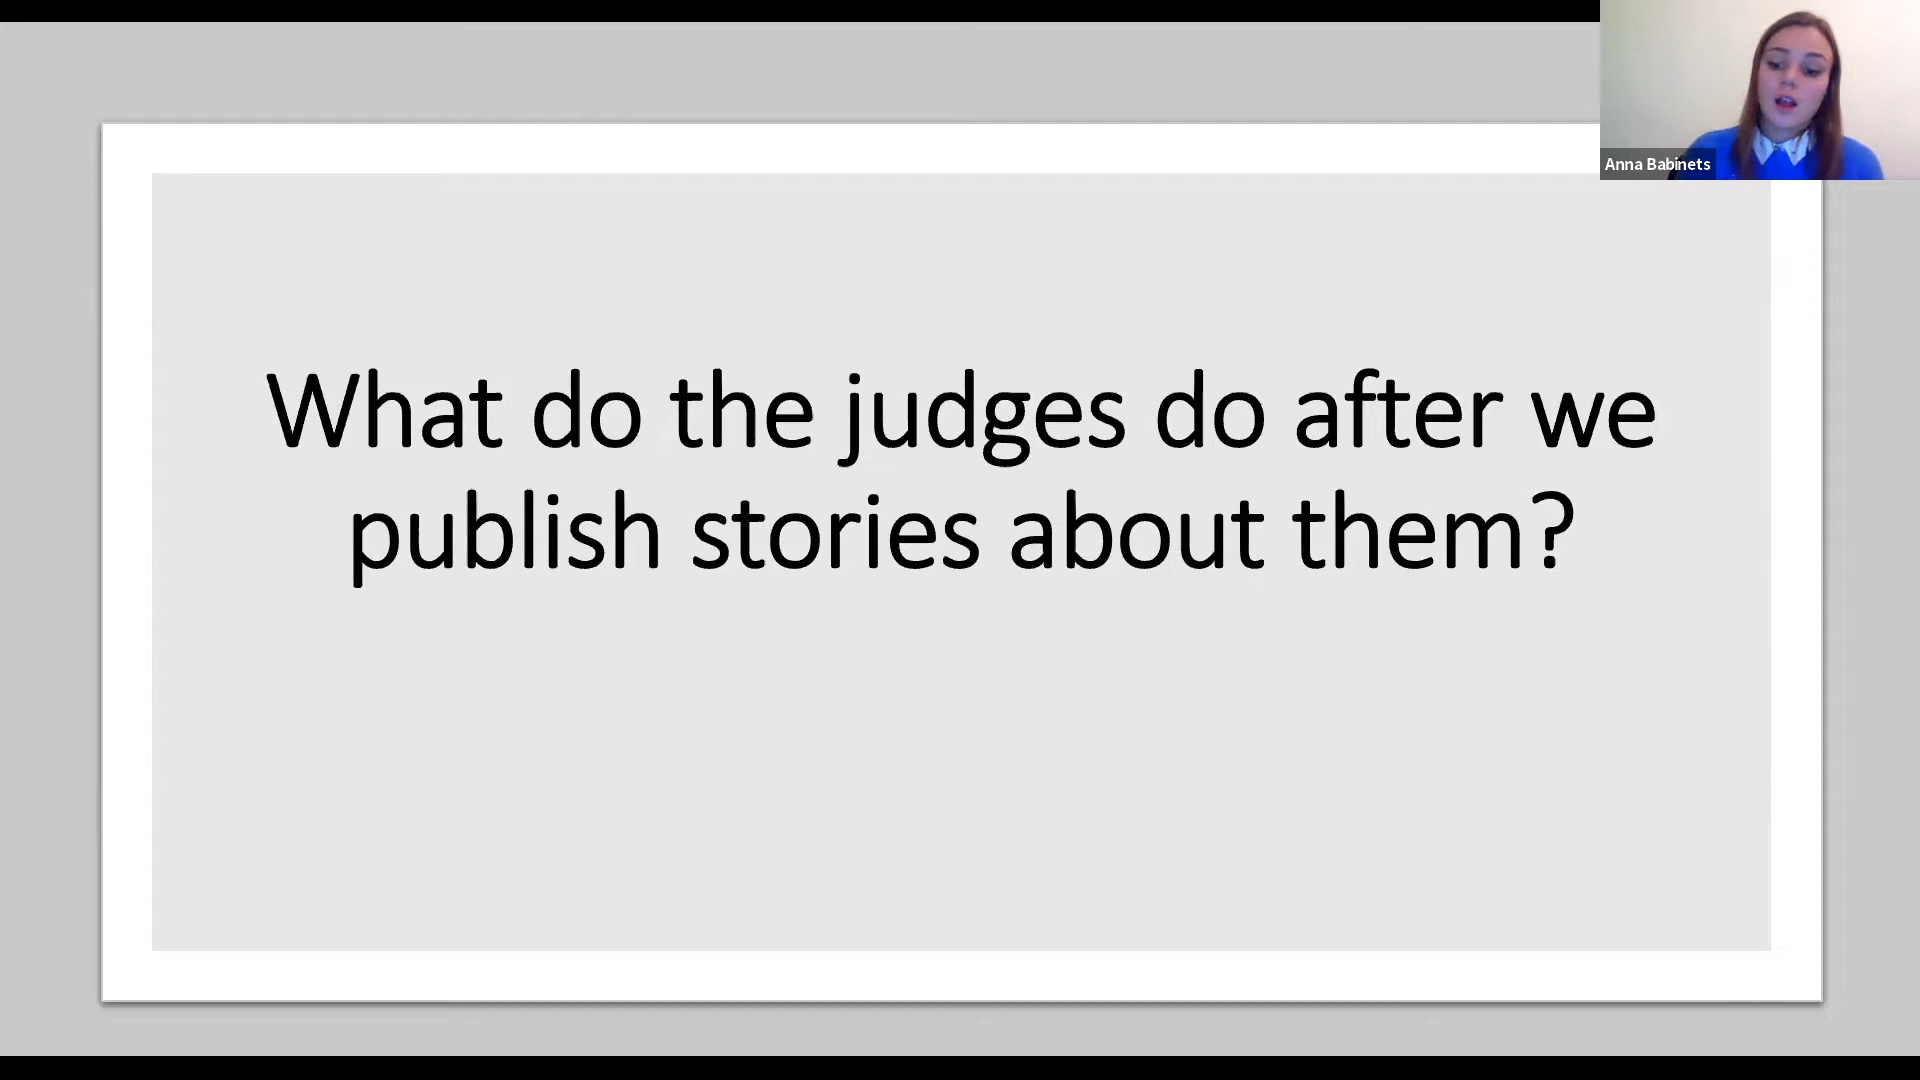 Anna Babinets
What do the judges do after we
publish stories about them?